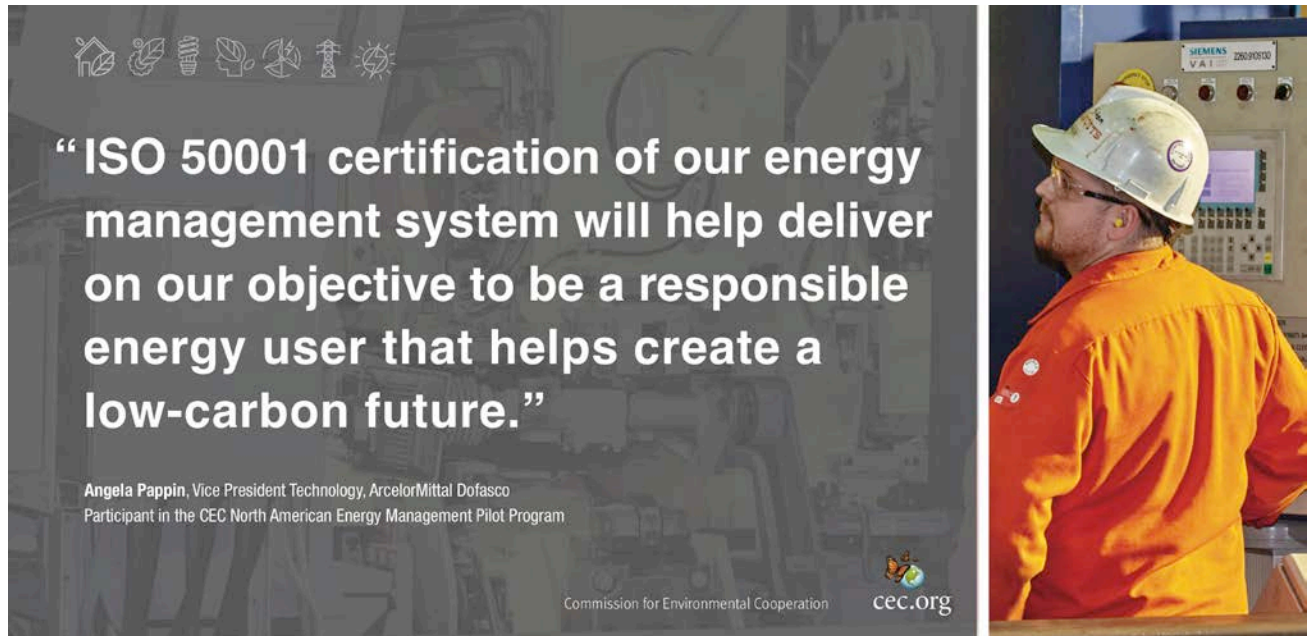 “ISO 50001 certification of our energy
management system will help deliver
on our objective to be a responsible
energy user that helps create a
low-carbon future.”
Angela Pappin, Vice President Technology, ArcelorMittal Dofasco
Participant in the CEC North American Energy Management Pilot Program
Commission for Environmental Cooperation
cec.org
SIEMENS
VAI
2260.9109130